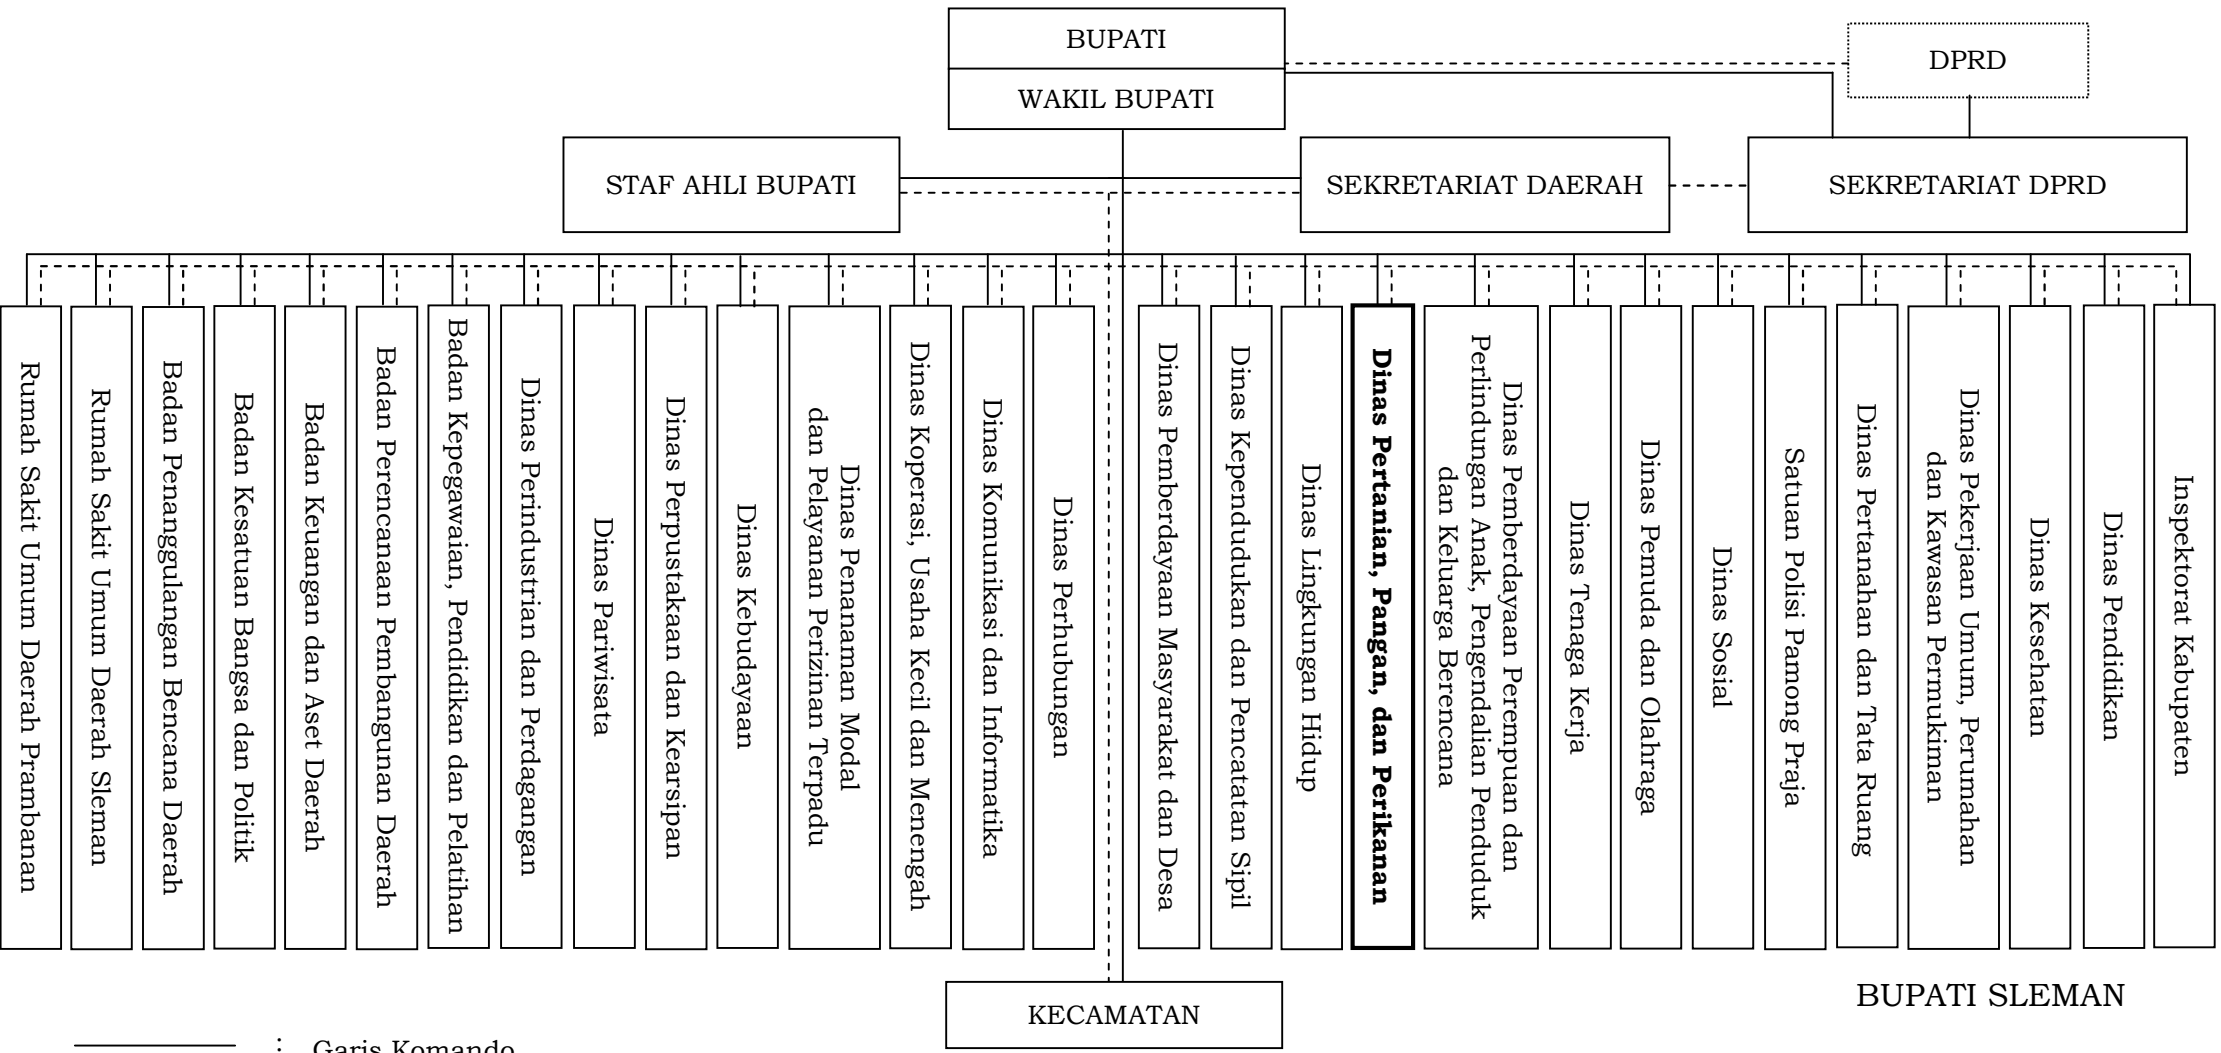 BUPATI
WAKIL BUPATI
DPRD
STAF AHLI BUPATI
SEKRETARIAT DAERAH
SEKRETARIAT DPRD
Rumah Sakit Umum Daerah Prambanan
Rumah Sakit Umum Daerah Sleman
Badan Penanggulangan Bencana Daerah
Badan Kesatuan Bangsa dan Politik
Badan Keuangan dan Aset Daerah
Badan Perencanaan Pembangunan Daerah
Badan Kepegawaian, Pendidikan dan Pelatihan
Dinas Perindustrian dan Perdagangan
Dinas Pariwisata
Dinas Perpustakaan dan Kearsipan
Dinas Kebudayaan
Dinas Penanaman Modal
dan Pelayanan Perizinan Terpadu
Dinas Koperasi, Usaha Kecil dan Menengah
Dinas Komunikasi dan Informatika
Dinas Perhubungan
Dinas Pemberdayaan Masyarakat dan Desa
Dinas Kependudukan dan Pencatatan Sipil
Dinas Lingkungan Hidup
Dinas Pertanian, Pangan, dan Perikanan
Dinas Pemberdayaan Perempuan dan
Perlindungan Anak, Pengendalian Penduduk
dan Keluarga Berencana
Dinas Tenaga Kerja
Dinas Pemuda dan Olahraga
Dinas Sosial
Satuan Polisi Pamong Praja
Dinas Pertanahan dan Tata Ruang
Dinas Pekerjaan Umum, Perumahan
dan Kawasan Permukiman
Dinas Kesehatan
Dinas Pendidikan
Inspektorat Kabupaten
KECAMATAN
BUPATI SLEMAN
: Garis Komando